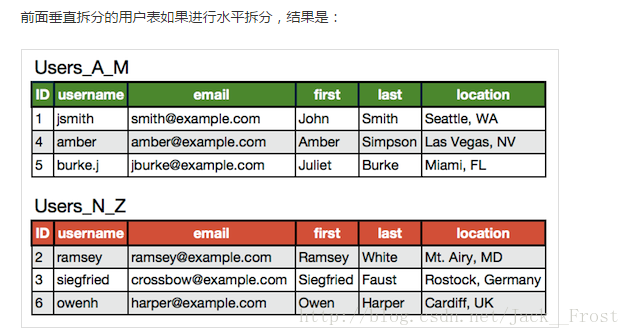 前面垂直拆分的用户表如果进行水平拆分，结果是：
Users_A_M
ID username email first last location
1 jsmith smith@example.com John Smith Seattle, WA
4 amber amber@example.com Amber Simpson Las Vegas, NV
5 burke.j jburke@example.com Juliet Burke Miami, FL
Users_N_Z
ID username email first last location
2 ramsey ramsey@example.com Ramsey White Mt. Airy, MD
3 siegfried crossbow@example.com Siegfried Faust Rostock, Germany
6 owenh harper@example.com Owen Harper Cardiff, UK
http://blog.csdn.net/Jack__Frost